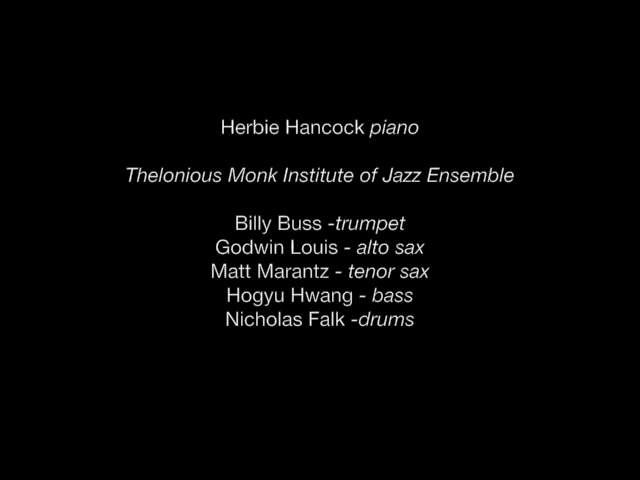 Herbie Hancock piano
Thelonious Monk Institute of Jazz Ensemble
Billy Buss -trumpet
Godwin Louis - alto sax
Matt Marantz - tenor sax
Hogyu Hwang - bass
Nicholas Falk -drums